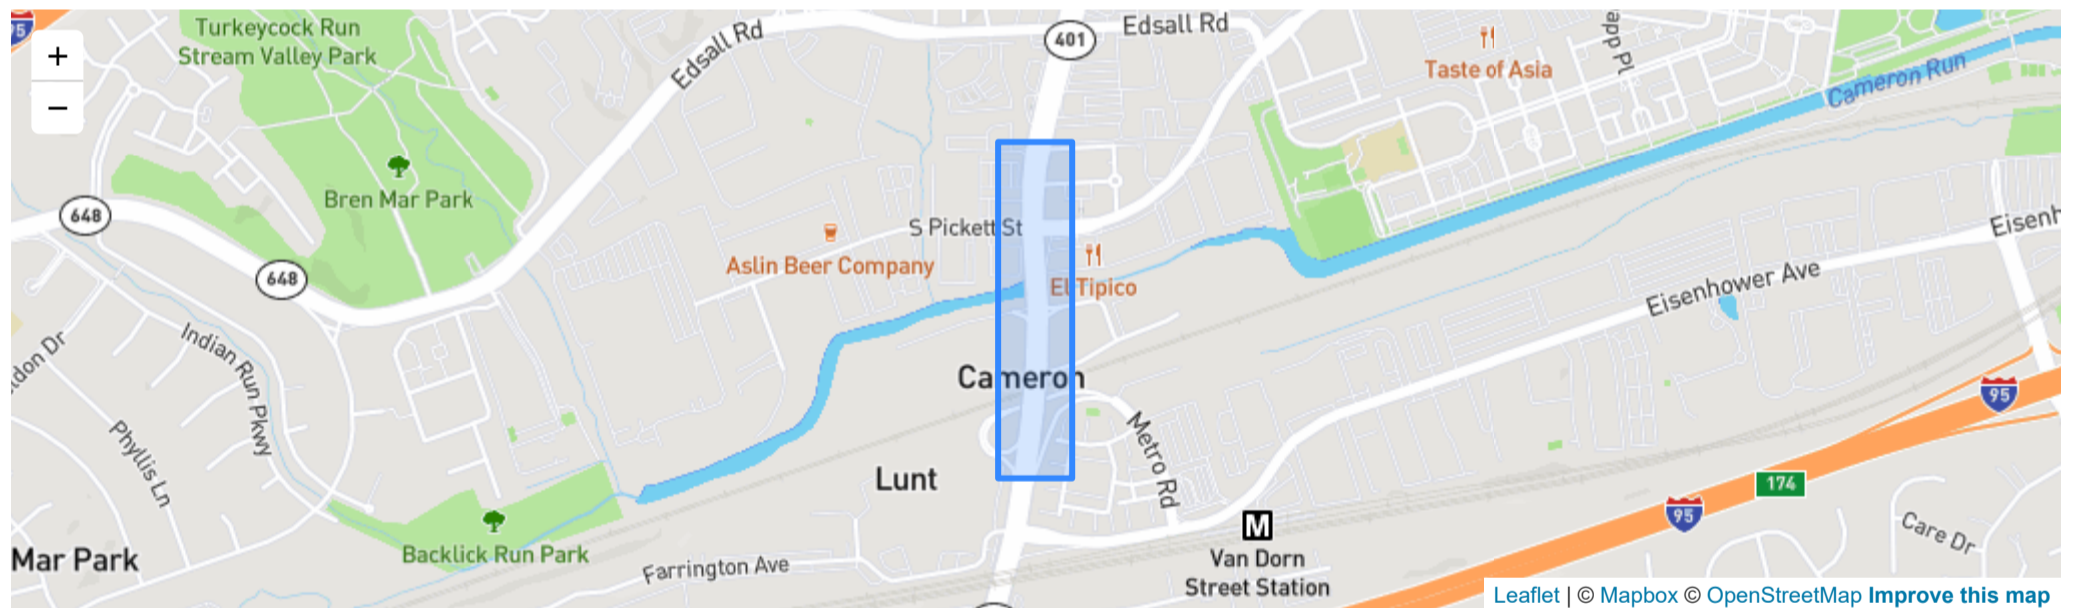 95
+
−
Turkeycock Run
Stream Valley Park
Edsall Rd
401
Edsall Rd
Taste of Asia
app Pl
Cameron Run
Bren Mar Park
648
648
S Pickett St
Aslin Beer Company
El Tipico
Eisenh
Eisenhower Ave
ldon Dr
Indian Run Pkwy
Phyllis Ln
Cameron
Metro Rd
Lunt
95
174
95
M
Van Dorn
Street Station
Care Dr
Mar Park
Backlick Run Park
Farrington Ave
Leaflet | © Mapbox © OpenStreetMap Improve this map